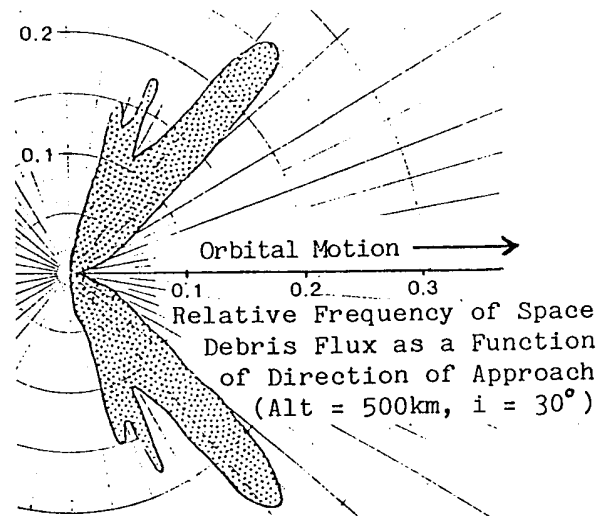 0.2
0.1
Orbital Motion
0.1 0.2 0.3
Relative Frequency of Space
Debris Flux as a Function
of Direction of Approach
(Alt = 500km, i = 30°)